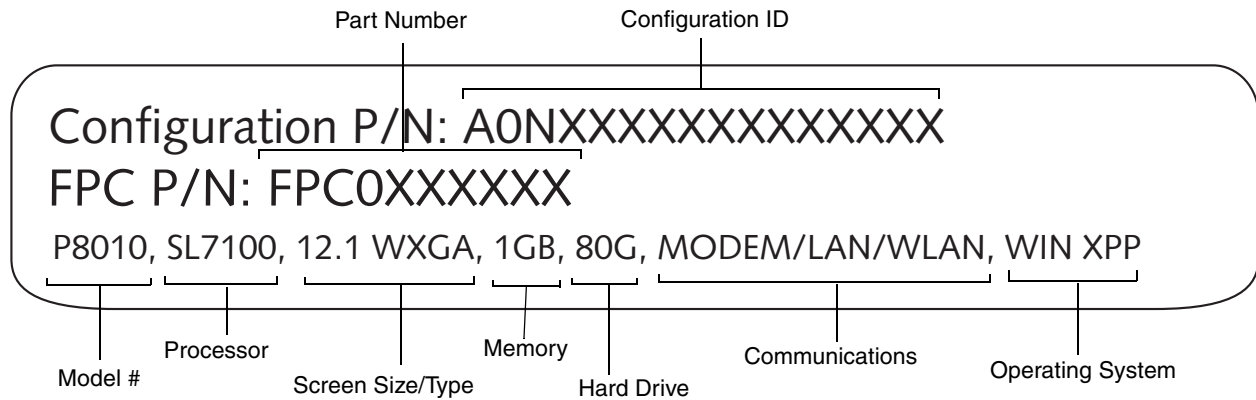 Part Number
Configuration ID
Configuration P/N: A0NXXXXXXXXXXXXX
FPC P/N: FPC0XXXXXX
P8010, SL7100, 12.1 WXGA, 1GB, 80G, MODEM/LAN/WLAN, WIN XPP
Processor
Memory
Communications
Model #
Screen Size/Type
Hard Drive
Operating System